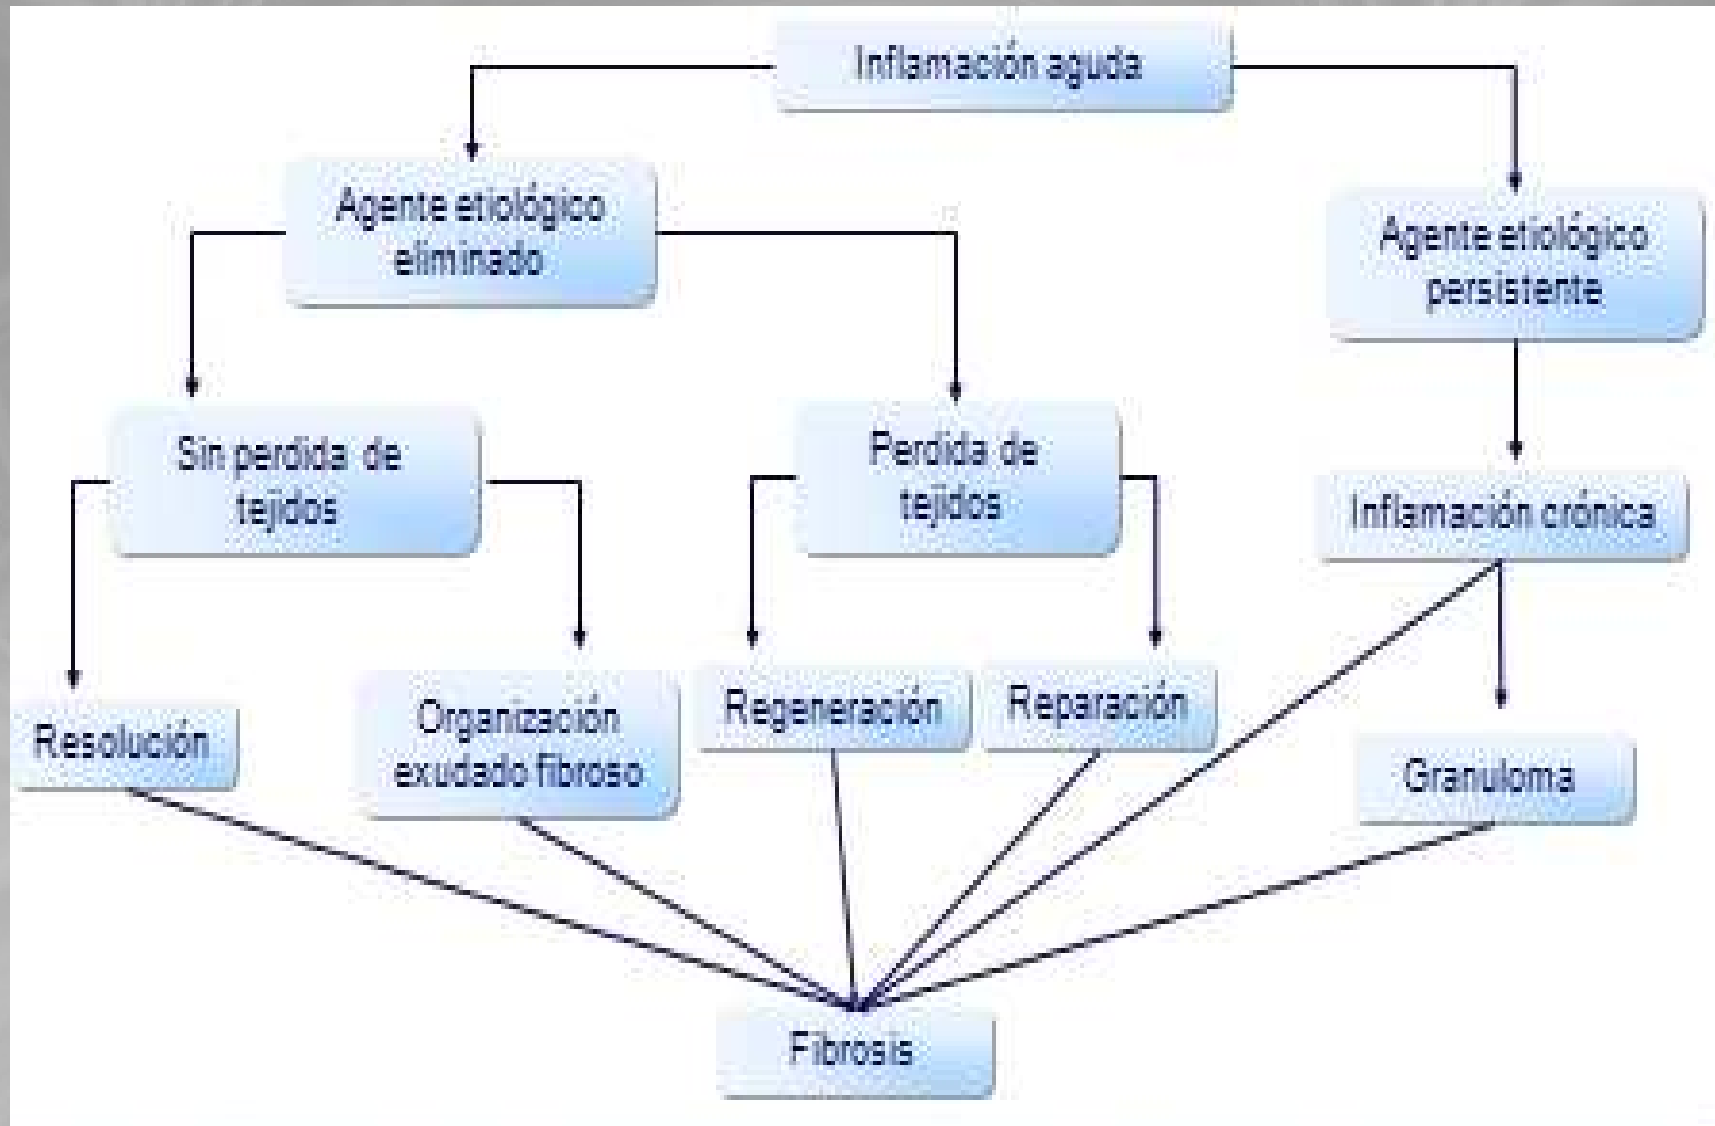 Inflamación aguda
Agente etiológico
eliminado
Agente etiológico
persistente
Sin perdida de
tejidos
Perdida de
tejidos
Inflamación crónica
Resolución
Organización
exudado fibroso
Regeneración
Reparación
Granuloma
Fibrosis